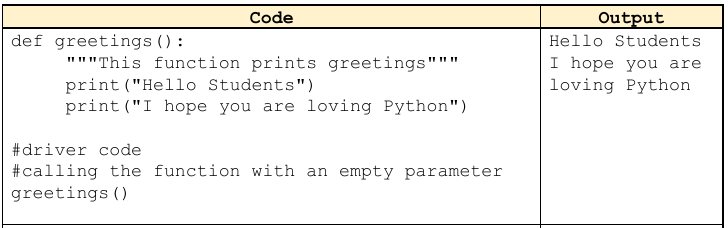 Code
Output
def greetings():
"""This function prints greetings"""
print("Hello Students")
print("I hope you are loving Python")
#driver code
#calling the function with an empty parameter
greetings()
Hello Students
I hope you are
loving Python